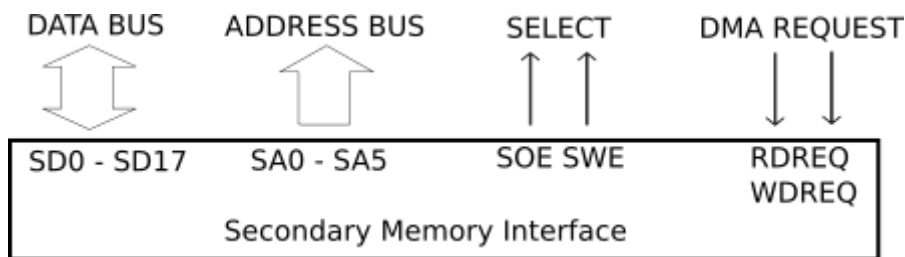 DATA BUS ADDRESS BUS SELECT DMA REQUEST
SD0 - SD17 SA0 - SA5 SOE SWE RDREQ
WDREQ
Secondary Memory Interface